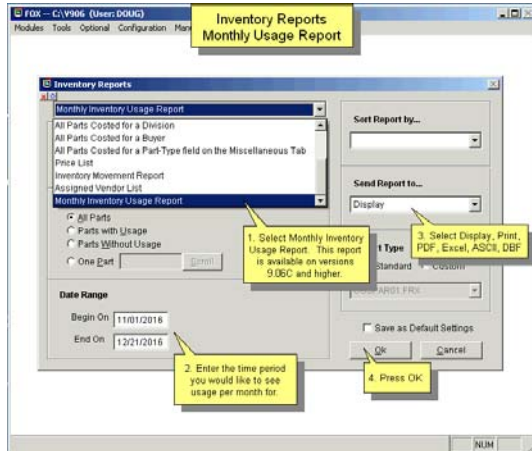 FOX -- C:\V906 (User: DOUG)
Inventory Reports
Monthly Usage Report
Modules Tools Optional Configuration
Inventory Reports
Monthly Inventory Usage Report
All Parts Costed for a Division
All Parts Costed for a Buyer
All Parts Costed for a Part-Type field on the Miscellaneous Tab
Price List
Inventory Movement Report
Assigned Vendor List
Monthly Inventory Usage Report
Sort Report by...
Send Report to...
Display
All Parts
Parts with Usage
Parts Without Usage
One Part
Scroll
1. Select Monthly Inventory
Usage Report. This report
is available on versions
9.06C and higher.
3. Select Display, Print,
PDF, Excel, ASCII, DBF
t Type
Standard Custom
AR01.FRX
Date Range
Begin On 11/01/2016
End On 12/21/2016
2. Enter the time period
you would like to see
usage per month for.
Save as Default Settings
Ok Cancel
4. Press OK
NUM